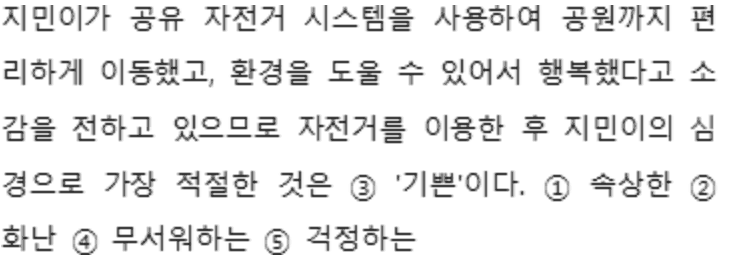 지민이가 공유 자전거 시스템을 사용하여 공원까지 편
리하게 이동했고, 환경을 도울 수 있어서 행복했다고 소
감을 전하고 있으므로 자전거를 이용한 후 지민이의 심
경으로 가장 적절한 것은 ③ '기쁜'이다. ① 속상한 ②
화난 ④ 무서워하는 ⑤ 걱정하는